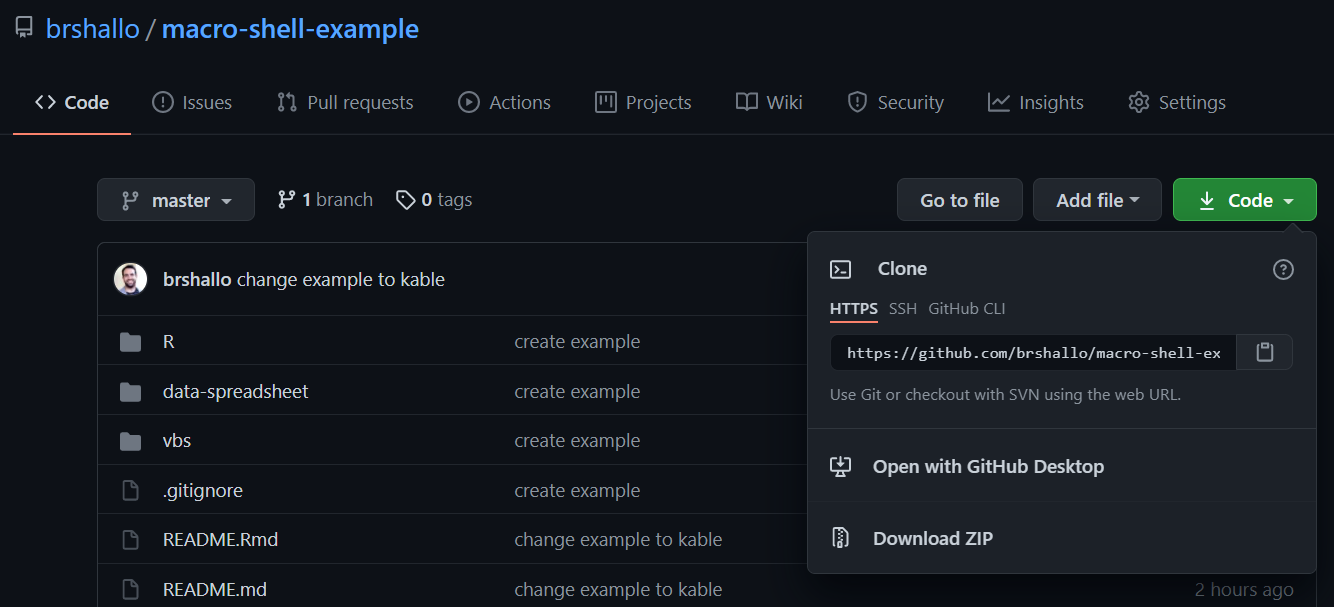 brshallo / macro-shell-example
Code Issues Pull requests Actions Projects Wiki Security Insights Settings
master 1 branch 0 tags Go to file Add file Code
brshallo change example to kable
Clone
HTTPS SSH GitHub CLI
https://github.com/brshallo/macro-shell-ex
Use Git or checkout with SVN using the web URL.
Open with GitHub Desktop
Download ZIP
R create example
data-spreadsheet create example
vbs create example
.gitignore create example
README.Rmd change example to kable
README.md change example to kable 2 hours ago